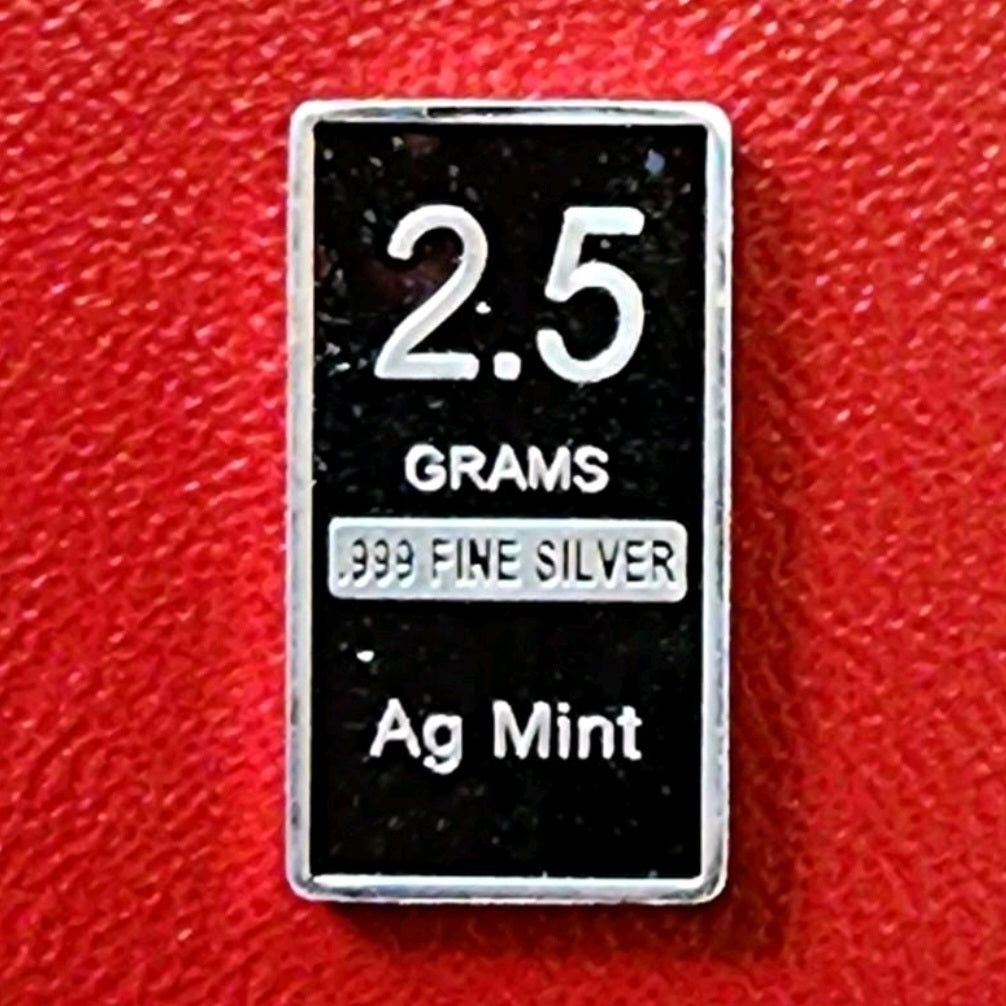 2.5
GRAMS
.999 FINE SILVER
Ag Mint